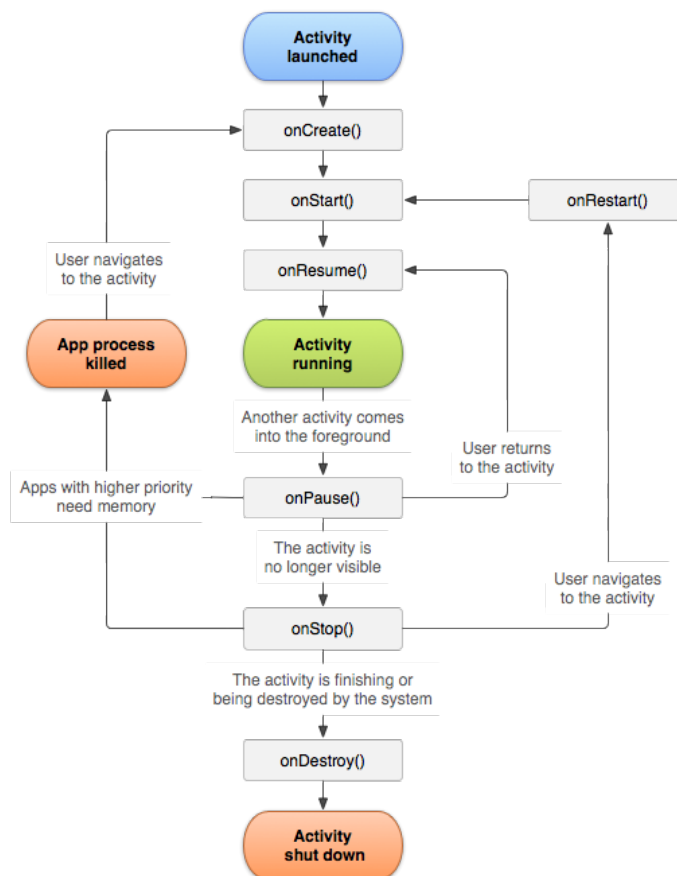 Activity
launched
onCreate()
onStart()
onRestart()
User navigates
to the activity
onResume()
App process
killed
Activity
running
Another activity comes
into the foreground
User returns
to the activity
Apps with higher priority
need memory
onPause()
The activity is
no longer visible
User navigates
to the activity
onStop()
The activity is finishing or
being destroyed by the system
onDestroy()
Activity
shut down